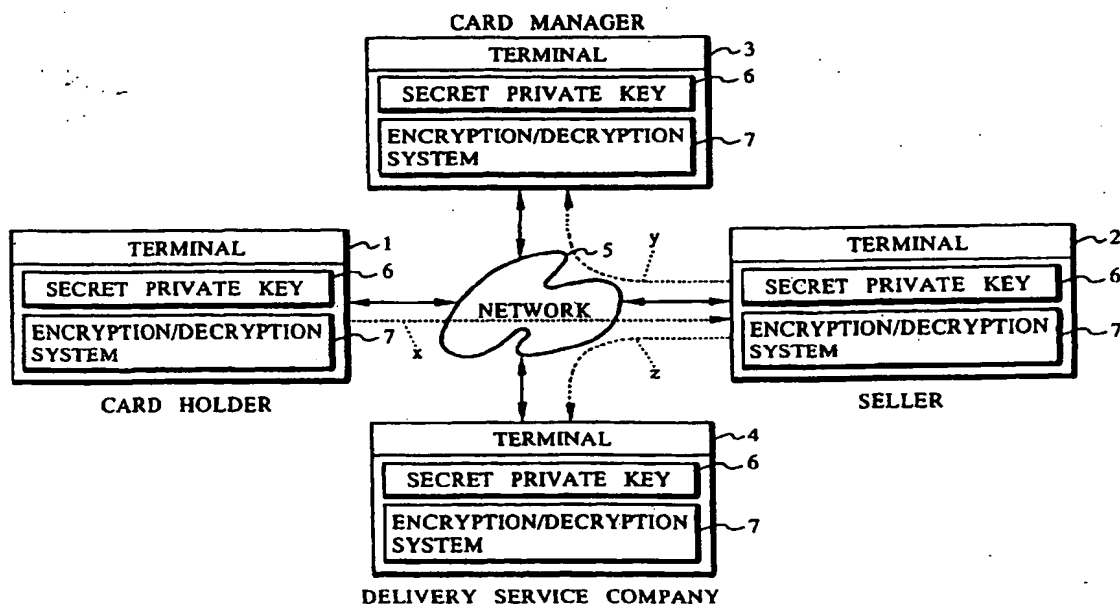 CARD MANAGER
TERMINAL
3
SECRET PRIVATE KEY
6
ENCRYPTION/DECRYPTION
SYSTEM
7
TERMINAL
1
SECRET PRIVATE KEY
6
ENCRYPTION/DECRYPTION
SYSTEM
7
CARD HOLDER
x
NETWORK
5
y
z
TERMINAL
2
SECRET PRIVATE KEY
6
ENCRYPTION/DECRYPTION
SYSTEM
7
SELLER
TERMINAL
4
SECRET PRIVATE KEY
6
ENCRYPTION/DECRYPTION
SYSTEM
7
DELIVERY SERVICE COMPANY